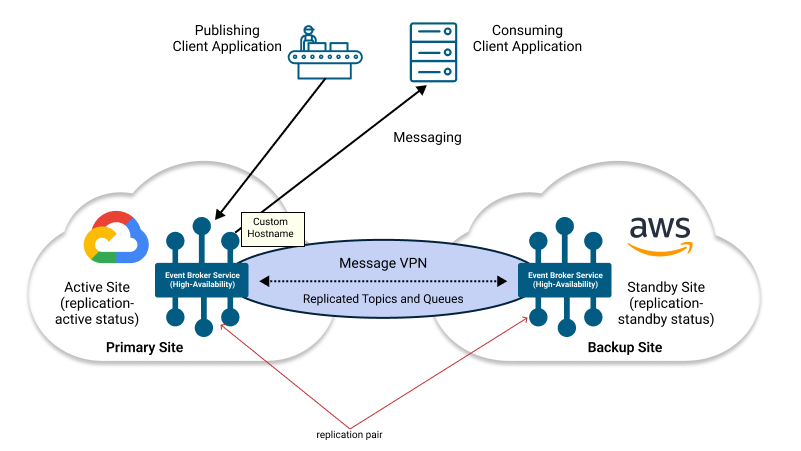 Publishing
Client Application
Consuming
Client Application
Messaging
Custom
Hostname
aws
Message VPN
Event Broker Service
(High-Availability)
Event Broker Service
(High-Availability)
Active Site
(replication-
active status)
Replicated Topics and Queues
Standby Site
(replication-
standby status)
Primary Site
Backup Site
replication pair